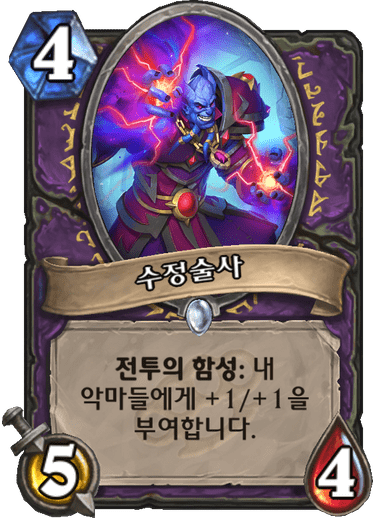 4
수정술사
전투의 함성: 내
악마들에게 +1/+1을
부여합니다.
5
4